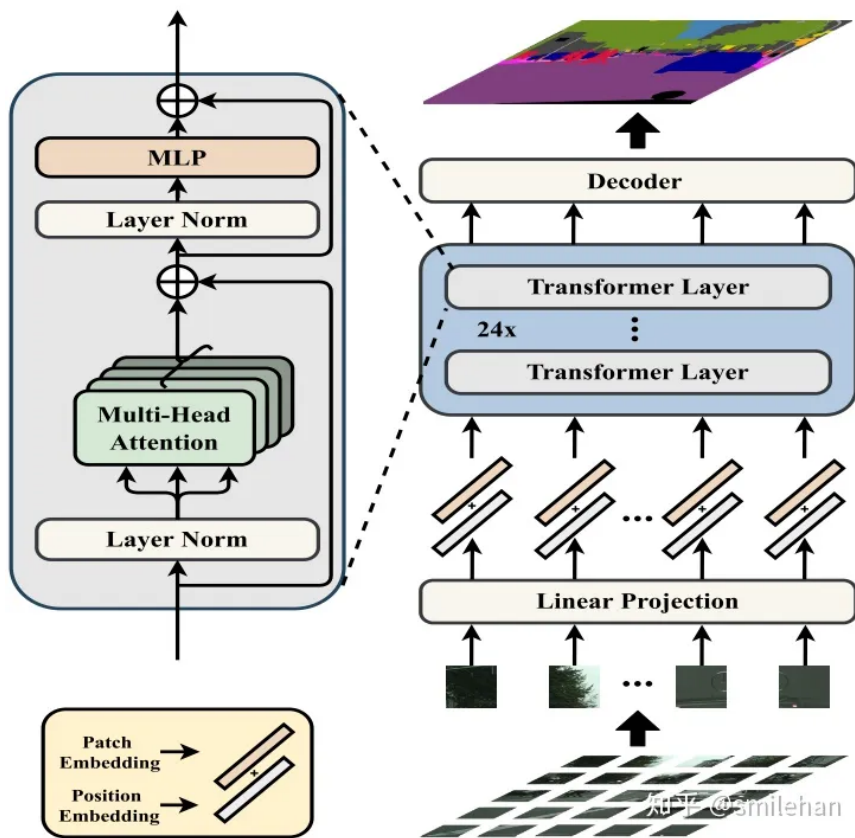 MLP
Layer Norm
Multi-Head
Attention
Layer Norm
Patch
Embedding
Position
Embedding
Decoder
Transformer Layer
24x
Transformer Layer
Linear Projection
知乎 @smilehan